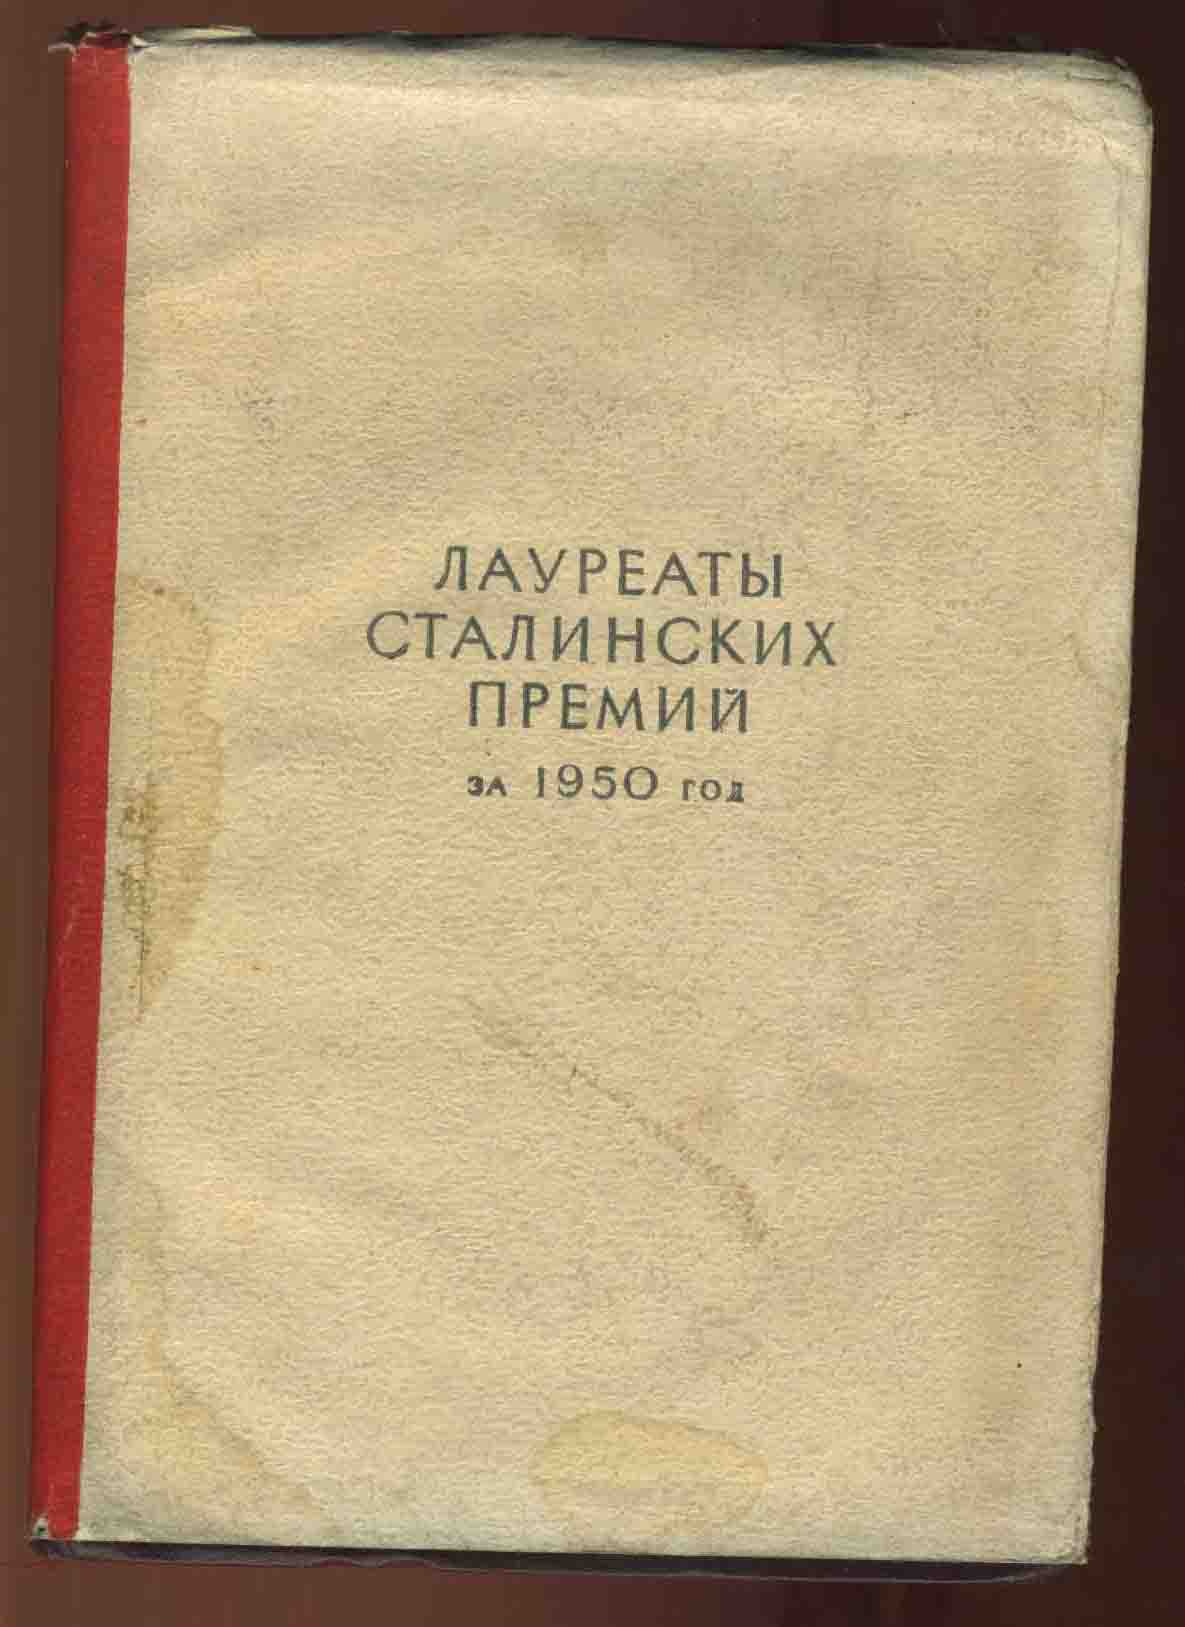 ЛАУРЕАТЫ
СТАЛИНСКИХ
ПРЕМИЙ
ЗА 1950 ГОД